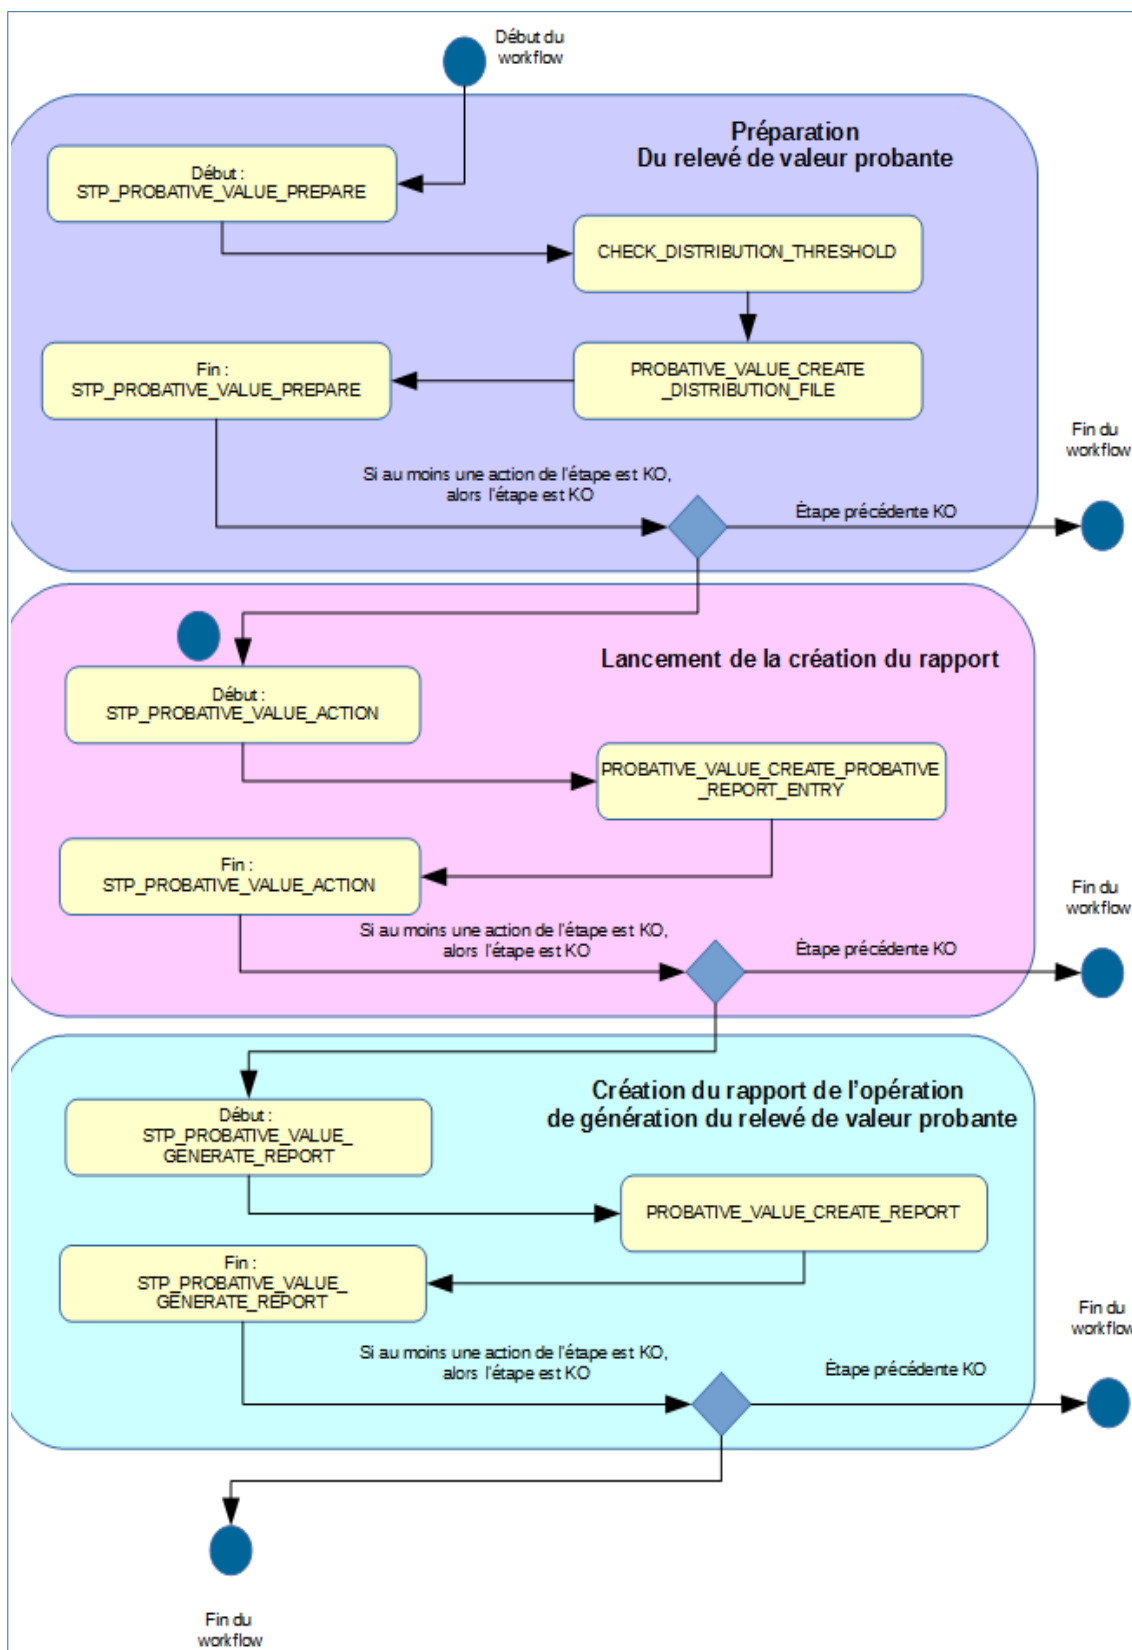 Début du
workflow
Préparation
Du relevé de valeur probante
Début :
STP_PROBATIVE_VALUE_PREPARE
CHECK_DISTRIBUTION_THRESHOLD
Fin :
STP_PROBATIVE_VALUE_PREPARE
PROBATIVE_VALUE_CREATE
_DISTRIBUTION_FILE
Fin du
workflow
Si au moins une action de l'étape est KO,
alors l'étape est KO
Étape précédente KO
Lancement de la création du rapport
Début :
STP_PROBATIVE_VALUE_ACTION
PROBATIVE_VALUE_CREATE_PROBATIVE
_REPORT_ENTRY
Fin :
STP_PROBATIVE_VALUE_ACTION
Fin du
workflow
Si au moins une action de l'étape est KO,
alors l'étape est KO
Étape précédente KO
Création du rapport de l’opération
de génération du relevé de valeur probante
Début :
STP_PROBATIVE_VALUE_
GENERATE_REPORT
PROBATIVE_VALUE_CREATE_REPORT
Fin :
STP_PROBATIVE_VALUE_
GENERATE_REPORT
Fin du
workflow
Si au moins une action de l'étape est KO,
alors l'étape est KO
Étape précédente KO
Fin du
workflow